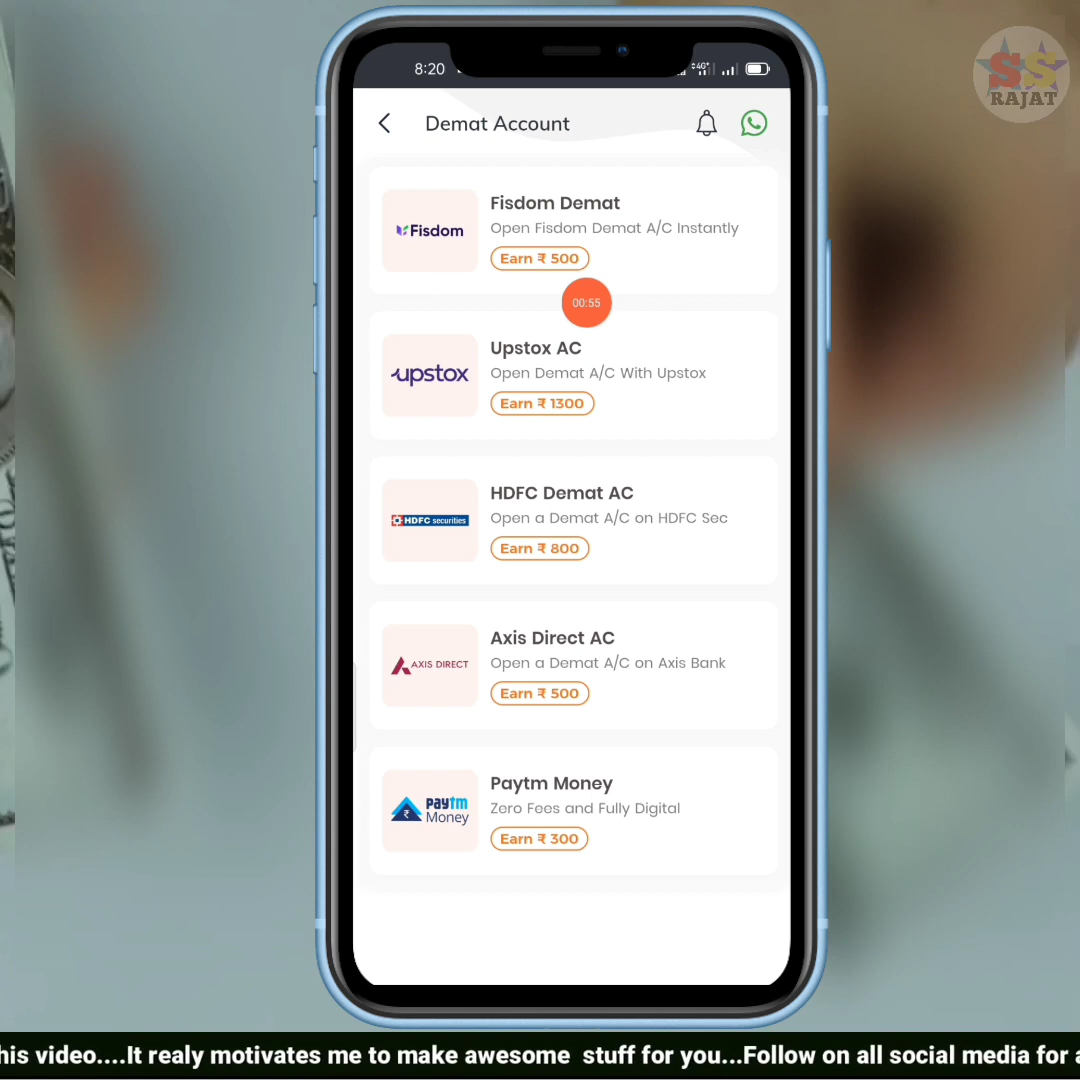 SS
RAJAT
8:20
4G+
Demat Account
Fisdom
Fisdom Demat
Open Fisdom Demat A/C Instantly
Earn ₹ 500
00:55
upstox
Upstox AC
Open Demat A/C With Upstox
Earn ₹ 1300
HDFC securities
HDFC Demat AC
Open a Demat A/C on HDFC Sec
Earn ₹ 800
AXIS DIRECT
Axis Direct AC
Open a Demat A/C on Axis Bank
Earn ₹ 500
paytm
Money
Paytm Money
Zero Fees and Fully Digital
Earn ₹ 300
his video....It realy motivates me to make awesome stuff for you...Follow on all social media for a